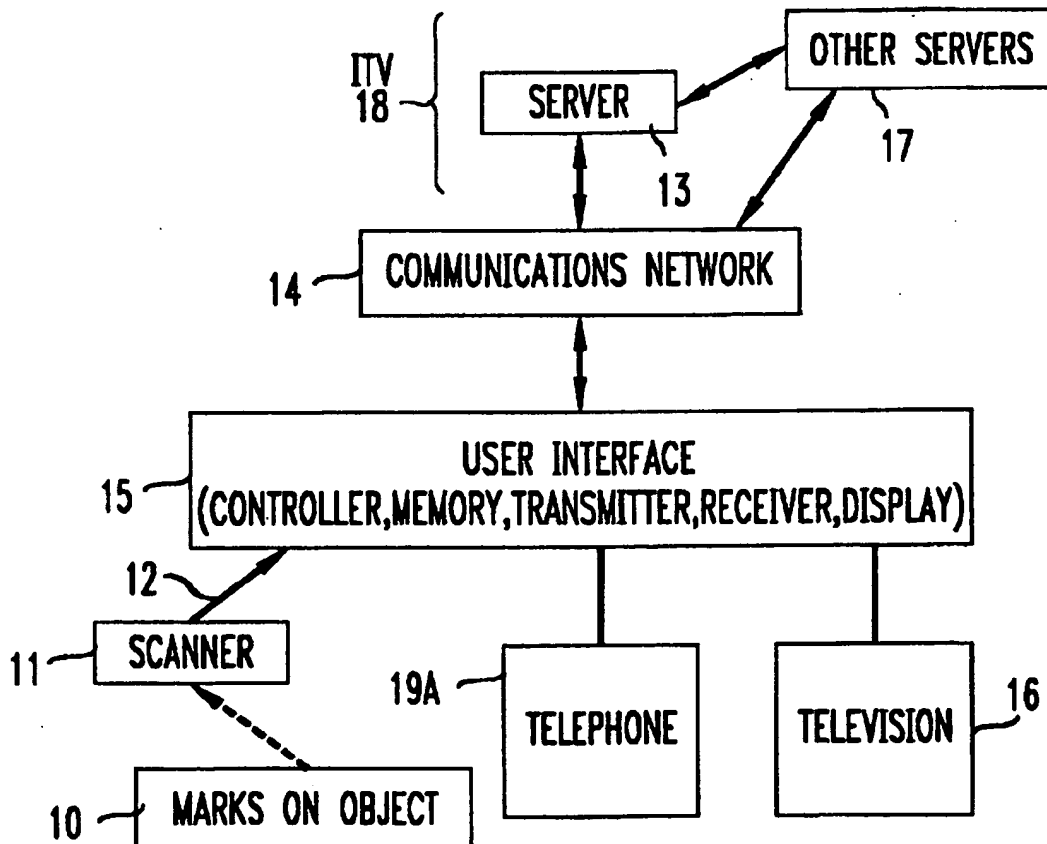 ITV
18
SERVER
13
OTHER SERVERS
17
14
COMMUNICATIONS NETWORK
15
USER INTERFACE
(CONTROLLER,MEMORY,TRANSMITTER,RECEIVER,DISPLAY)
12
11
SCANNER
19A
TELEPHONE
TELEVISION
16
10
MARKS ON OBJECT